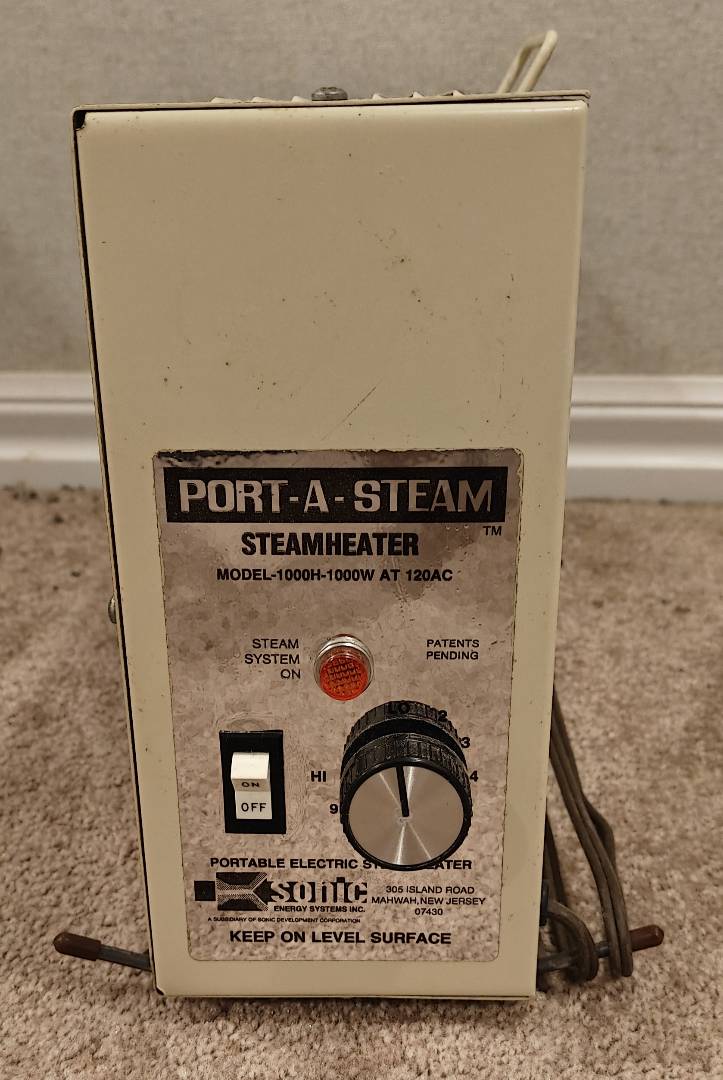 PORT-A-STEAM
TM
STEAMHEATER
MODEL-1000H-1000W AT 120AC
STEAM
SYSTEM
ON
PATENTS
PENDING
LO 2
3
4
HI
9
ON
OFF
PORTABLE ELECTRIC
sonic
ENERGY SYSTEMS INC.
A SUBSIDIARY OF SONIC DEVELOPMENT CORPORATION
305 ISLAND ROAD
MAHWAH, NEW JERSEY
07430
KEEP ON LEVEL SURFACE